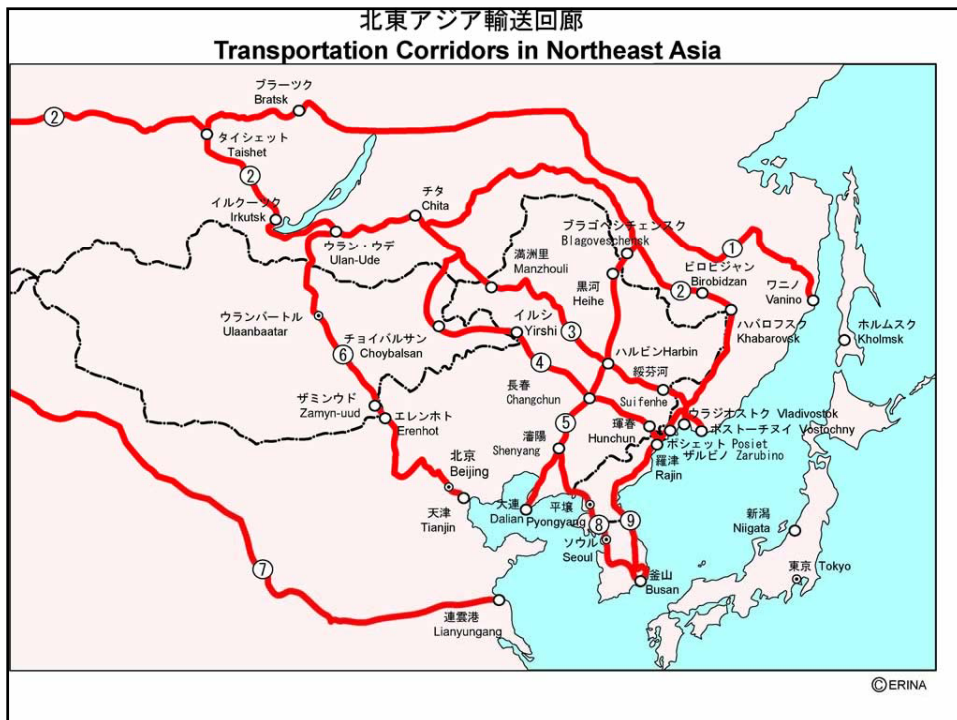 北東アジア輸送回廊
Transportation Corridors in Northeast Asia
ブラーツク
Bratsk
②
タイシェット
Taishet
②
イルクーツク
Irkutsk
チタ
Chita
ウラン・ウデ
Ulan-Ude
満洲里
Manzhouli
ブラゴベシチェンスク
Blagoveschensk
①
黒河
Heihe
②
ビロビジャン
Birobidzan
ワニノ
Vanino
ウランバートル
Ulaanbaatar
チョイバルサン
Choybalsan
イルシ
Yirshi
③
ハバロフスク
Khabarovsk
ホルムスク
Kholmsk
⑥
④
ハルビンHarbin
綏芬河
Suifenhe
長春
Changchun
ザミンウド
Zamyn-uud
エレンホト
Erenhot
⑤
琿春
Hunchun
ウラジオストク Vladivostok
ボストーチヌイ Vostochny
ポシェット Posiet
ザルビノ Zarubino
瀋陽
Shenyang
羅津
Rajin
北京
Beijing
天津
Tianjin
大連
Dalian
平壌
Pyongyang
⑧
⑨
ソウル
Seoul
新潟
Niigata
⑦
釜山
Busan
東京 Tokyo
連雲港
Lianyungang
©ERINA